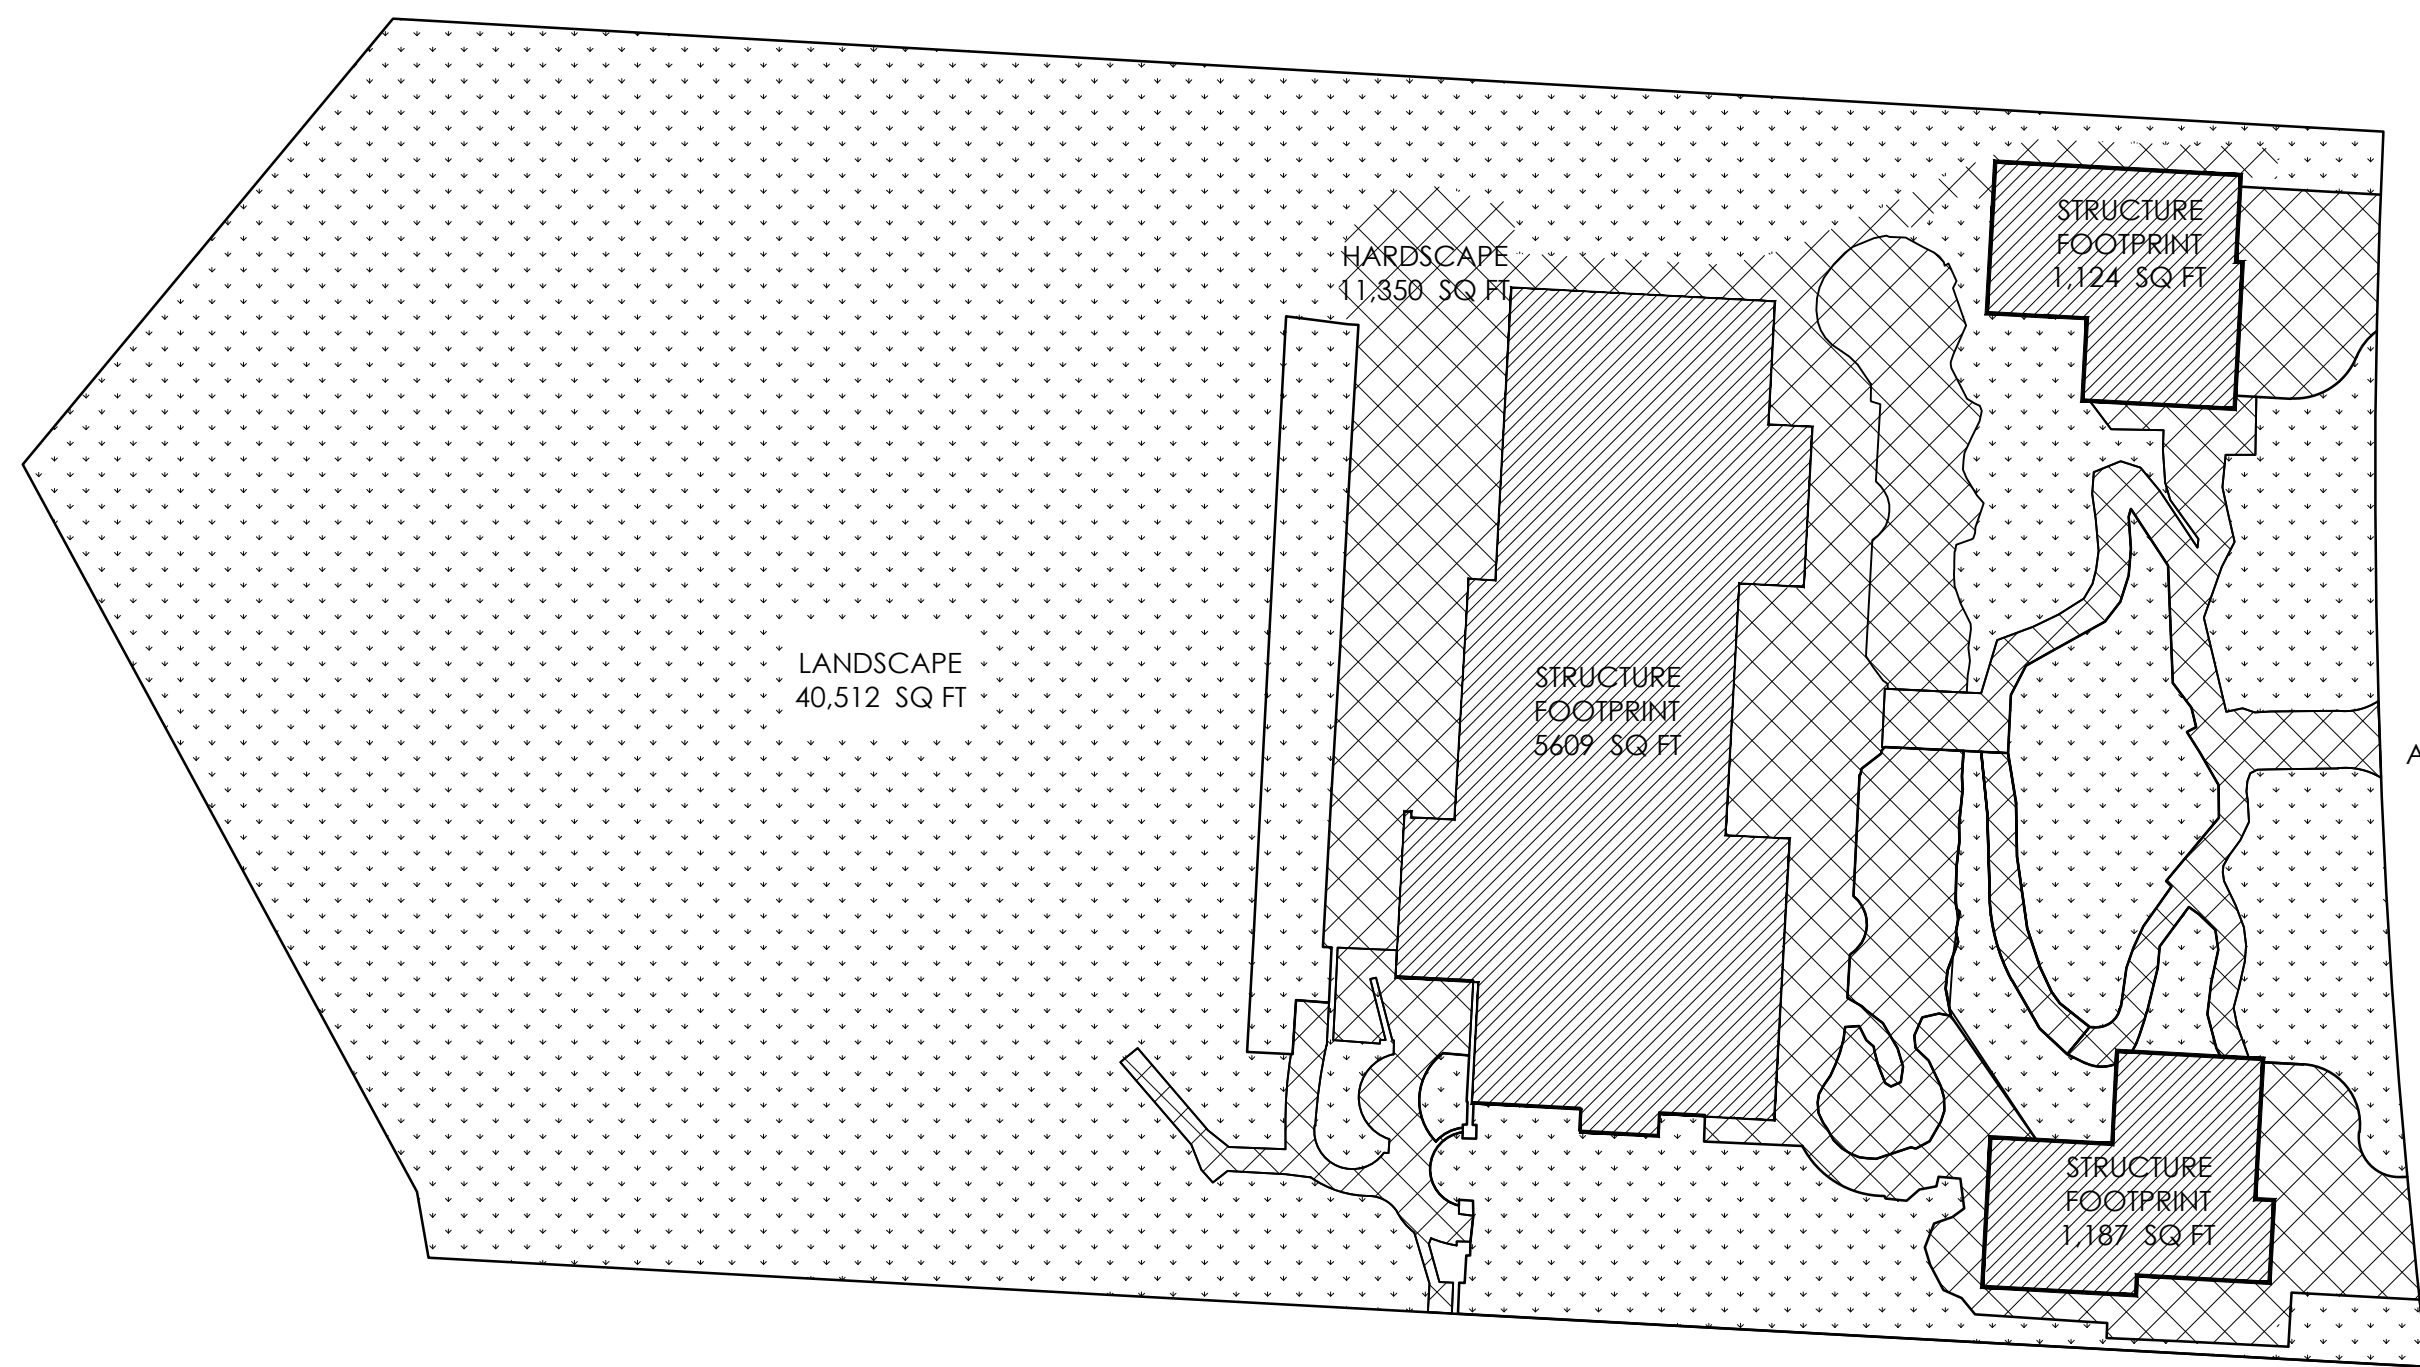 STRUCTURE
FOOTPRINT
1,124 SQ FT
HARDSCAPE
11,350 SQ FT
LANDSCAPE
40,512 SQ FT
STRUCTURE
FOOTPRINT
5609 SQ FT
A
STRUCTURE
FOOTPRINT
1,187 SQ FT